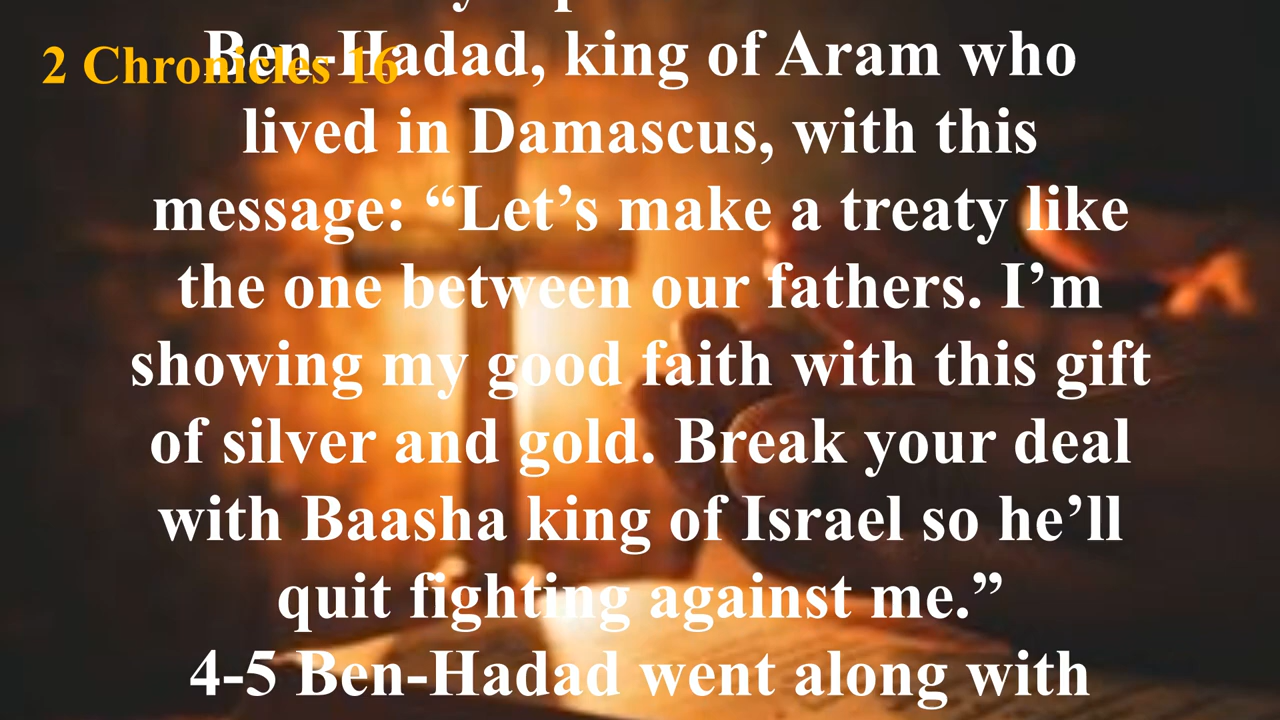 2 Chronicles 16
Ben-Hadad, king of Aram who
lived in Damascus, with this
message: “Let’s make a treaty like
the one between our fathers. I’m
showing my good faith with this gift
of silver and gold. Break your deal
with Baasha king of Israel so he’ll
quit fighting against me.”
4-5 Ben-Hadad went along with